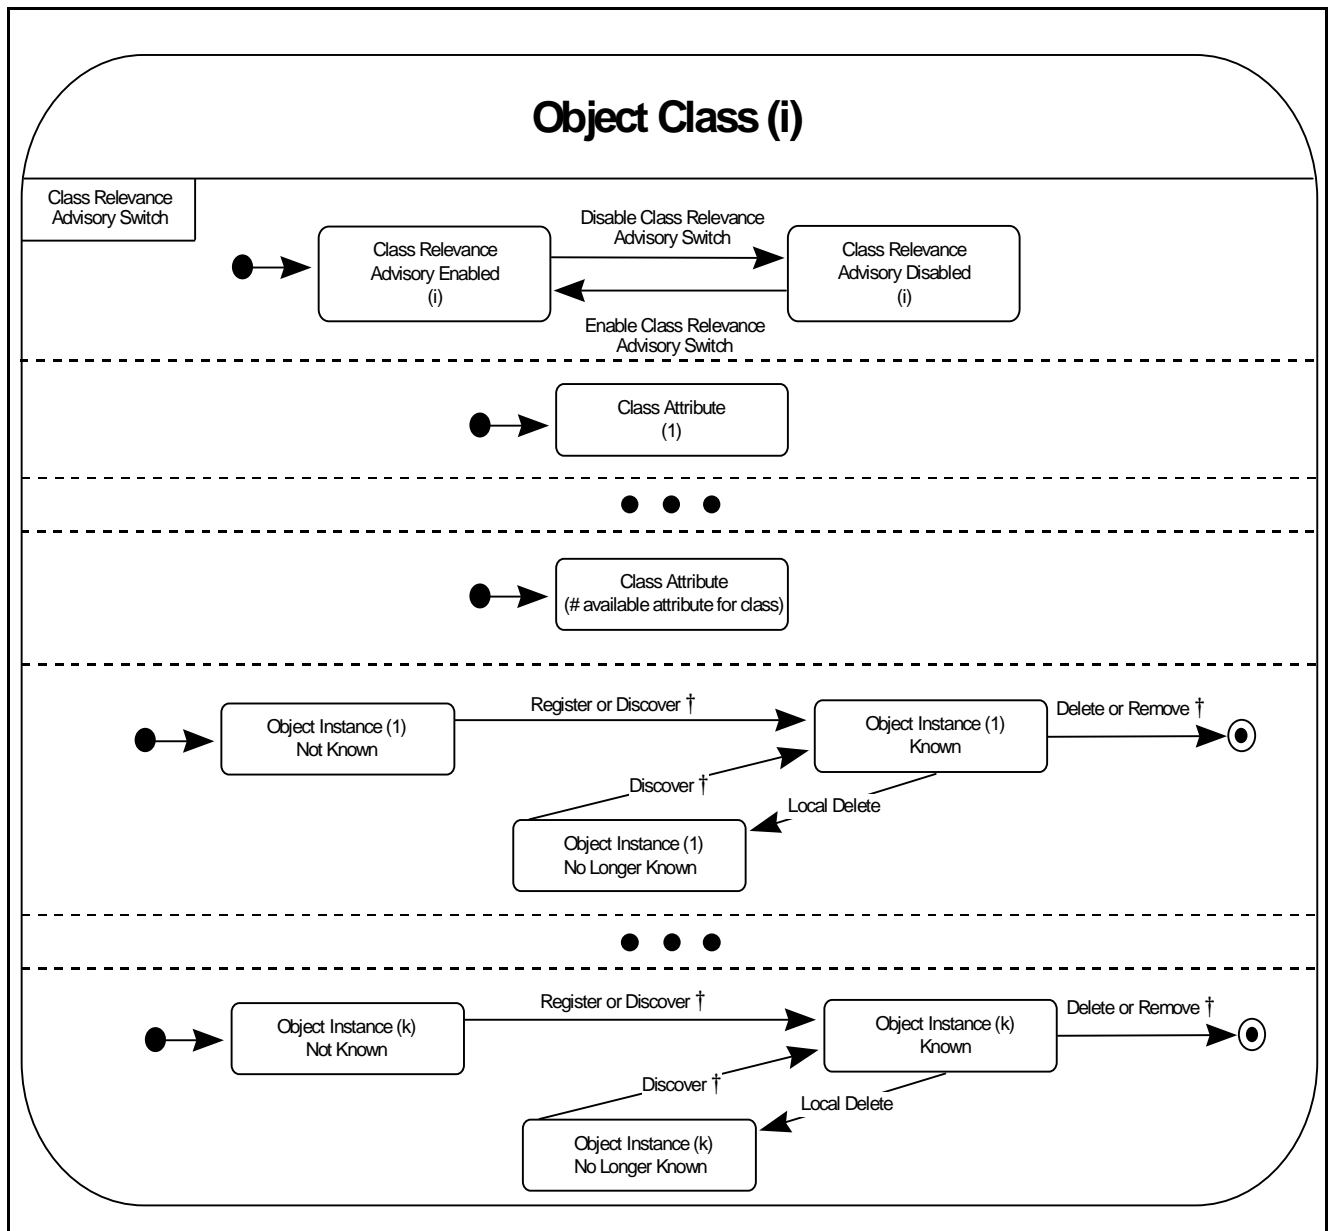 Object Class (i)
Class Relevance
Advisory Switch
Disable Class Relevance
Advisory Switch
Class Relevance
Advisory Enabled
(i)
Class Relevance
Advisory Disabled
(i)
Enable Class Relevance
Advisory Switch
Class Attribute
(1)
Class Attribute
(# available attribute for class)
Register or Discover †
Delete or Remove †
Object Instance (1)
Not Known
Object Instance (1)
Known
Discover †
Local Delete
Object Instance (1)
No Longer Known
Register or Discover †
Delete or Remove †
Object Instance (k)
Not Known
Object Instance (k)
Known
Discover †
Local Delete
Object Instance (k)
No Longer Known